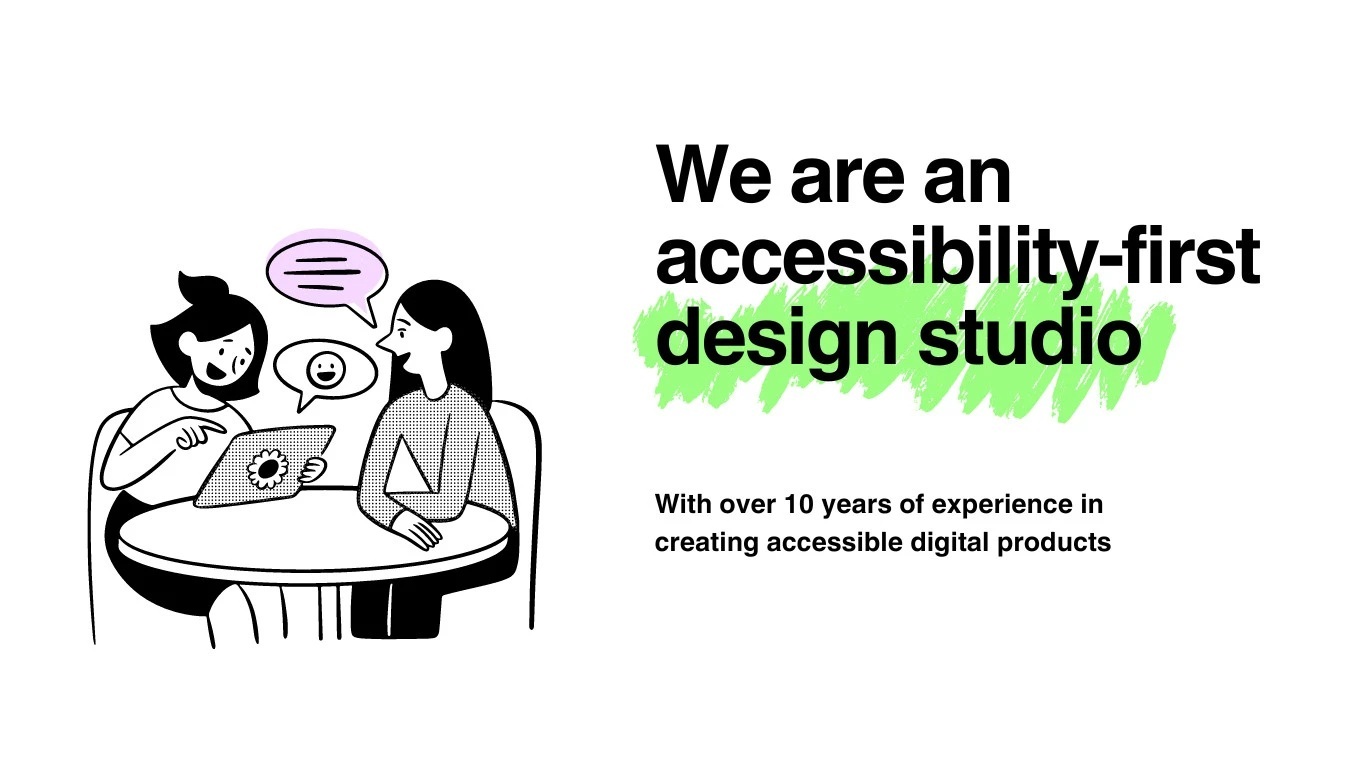 We are an
accessibility-first
design studio
With over 10 years of experience in
creating accessible digital products